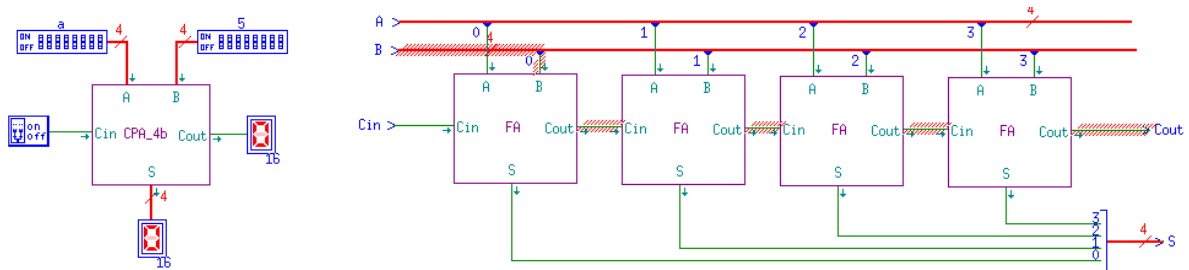 a 4 4 5
ON OFF
ON OFF
A B
on off Cin CPA_4b Cout
16
S
4
16
A 4
0 1 2 3
B 4
0 1 2 3
A B A B A B A B
Cin Cin FA Cout Cin FA Cout Cin FA Cout Cin FA Cout Cout
S S S S
3
2 4
1 S
0